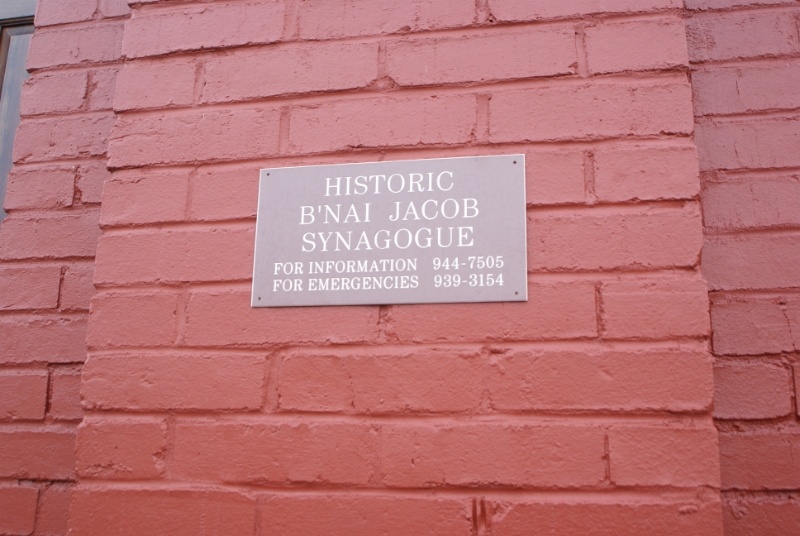 HISTORIC
B'NAI JACOB
SYNAGOGUE
FOR INFORMATION 944-7505
FOR EMERGENCIES 939-3154